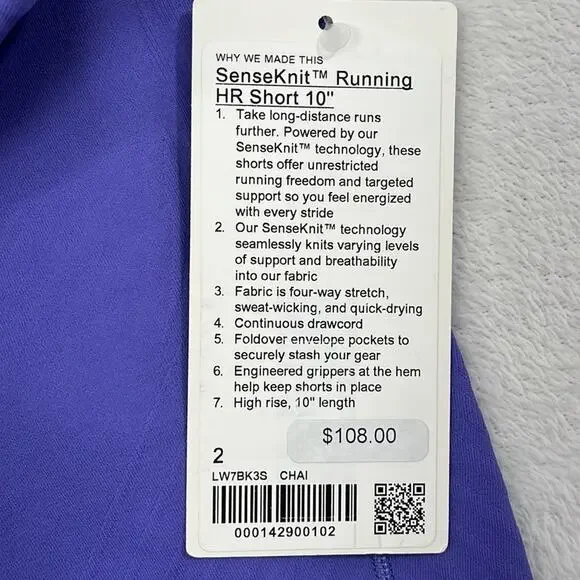 WHY WE MADE THIS
SenseKnit™ Running
HR Short 10"
1. Take long-distance runs
further. Powered by our
SenseKnit™ technology, these
shorts offer unrestricted
running freedom and targeted
support so you feel energized
with every stride
2. Our SenseKnit™ technology
seamlessly knits varying levels
of support and breathability
into our fabric
3. Fabric is four-way stretch,
sweat-wicking, and quick-drying
4. Continuous drawcord
5. Foldover envelope pockets to
securely stash your gear
6. Engineered grippers at the hem
help keep shorts in place
7. High rise, 10" length
$108.00
2
LW7BK3S CHAI
000142900102